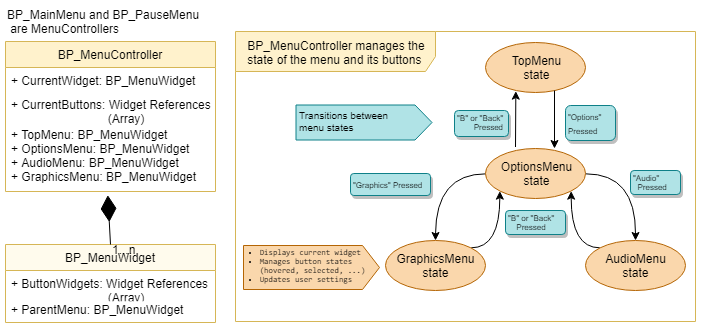 BP_MainMenu and BP_PauseMenu
are MenuControllers
BP_MenuController
+ CurrentWidget: BP_MenuWidget
+ CurrentButtons: Widget References
(Array)
+ TopMenu: BP_MenuWidget
+ OptionsMenu: BP_MenuWidget
+ AudioMenu: BP_MenuWidget
+ GraphicsMenu: BP_MenuWidget
1..n
BP_MenuWidget
+ ButtonWidgets: Widget References
(Array)
+ ParentMenu: BP_MenuWidget
BP_MenuController manages the
state of the menu and its buttons
TopMenu
state
Transitions between
menu states
"B" or "Back"
Pressed
"Options"
Pressed
OptionsMenu
state
"Graphics" Pressed
"Audio"
Pressed
"B" or "Back"
Pressed
• Displays current widget
• Manages button states
(hovered, selected, ...)
• Updates user settings
GraphicsMenu
state
AudioMenu
state